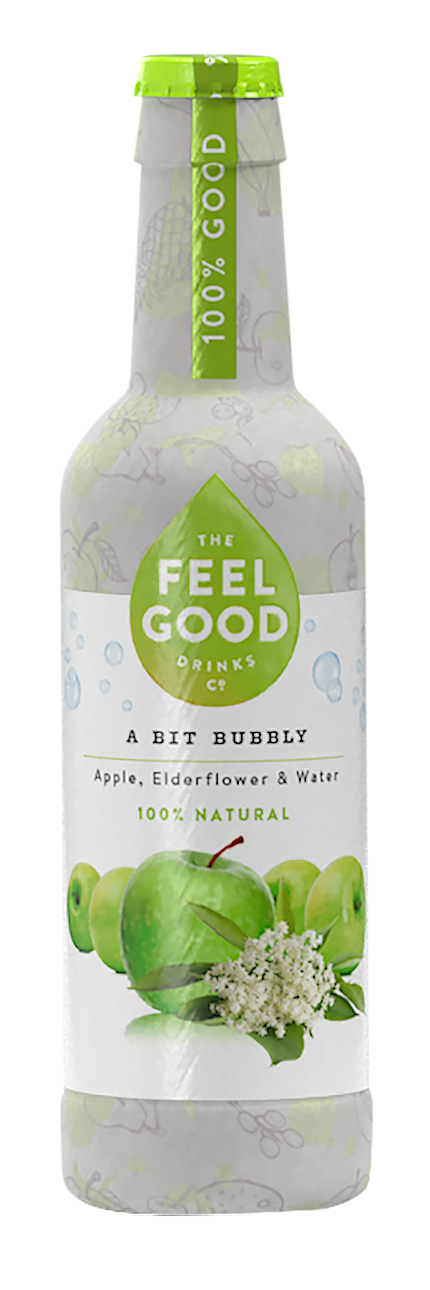 100% GOOD
THE
FEEL
GOOD
DRINKS
Co
A BIT BUBBLY
Apple, Elderflower & Water
100% NATURAL